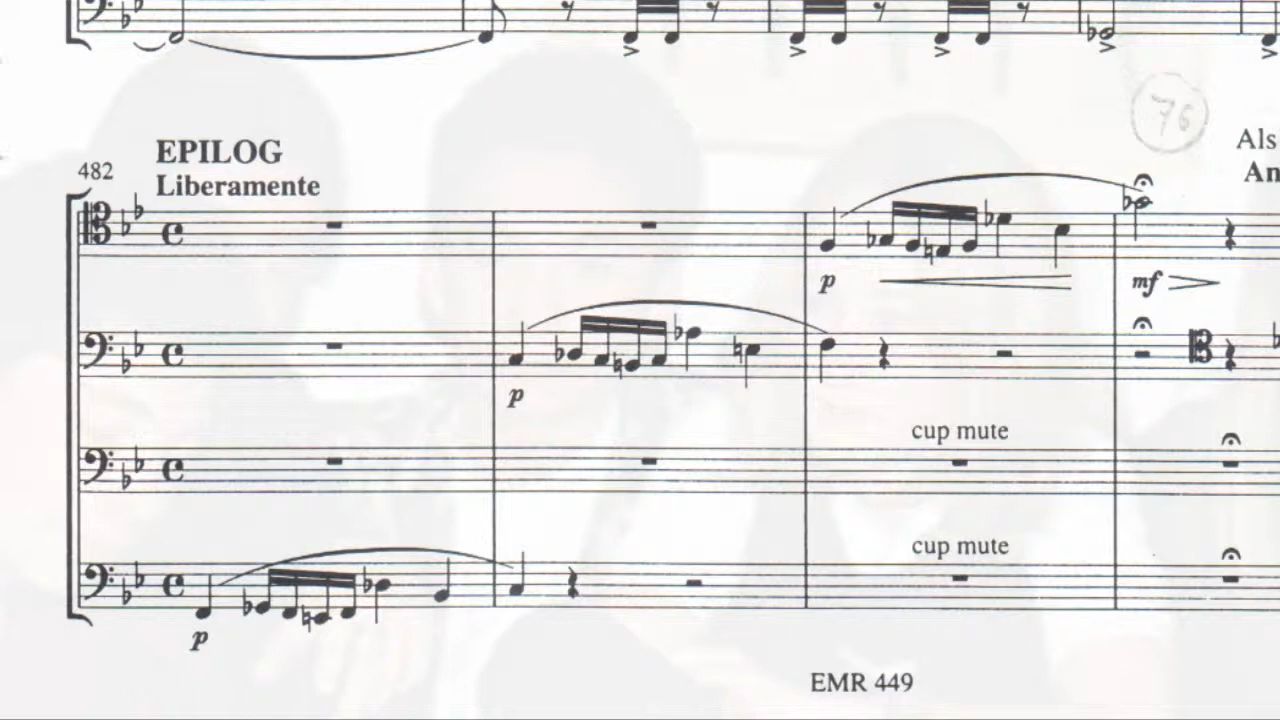 76
Als
EPILOG
482
An
Liberamente
p
mf
p
cup mute
cup mute
p
EMR 449